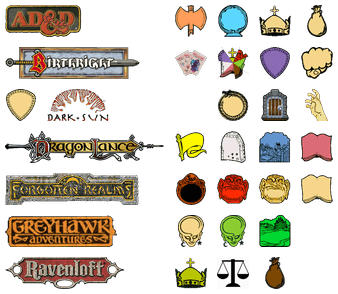 AD&D
BIRTHRIGHT
DARK•SUN
DRAGONLANCE
FORGOTTEN REALMS
GREYHAWK
ADVENTURES
RAVENLOFT